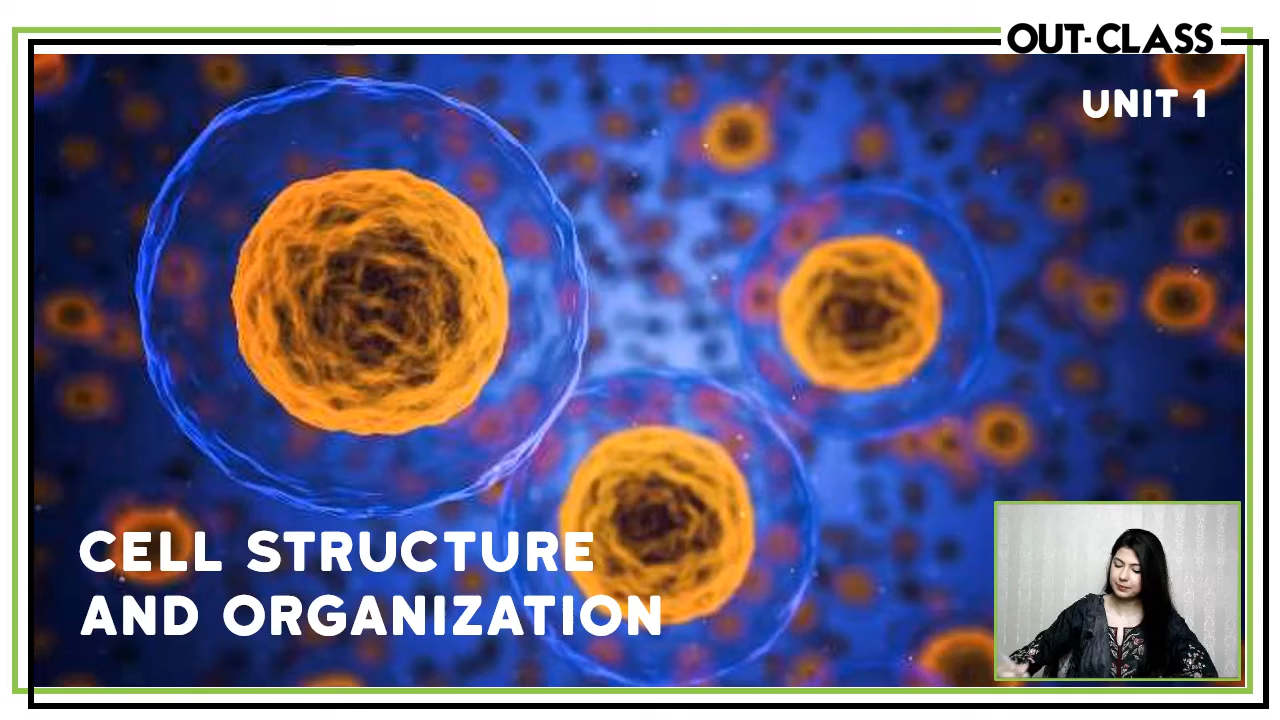 OUT-CLASS
UNIT 1
CELL STRUCTURE
AND ORGANIZATION